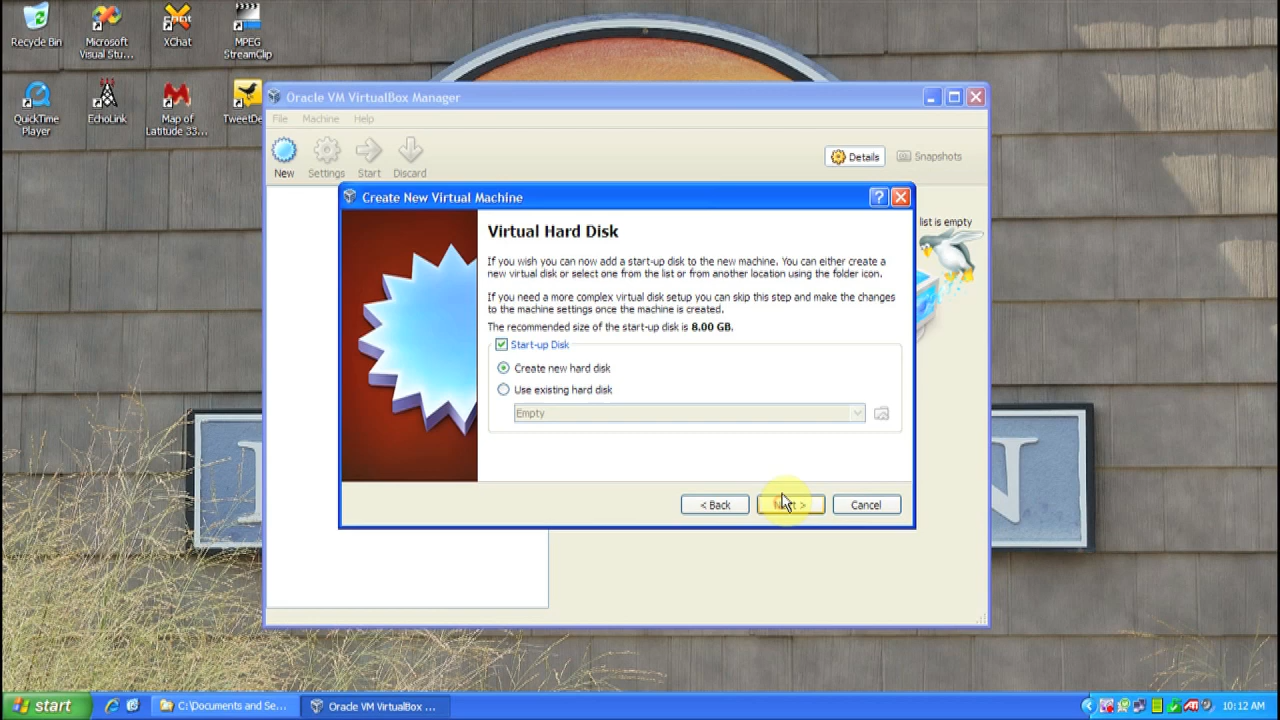 Recycle Bin
Microsoft
Visual Stu...
XChat
MPEG
StreamClip
QuickTime
Player
EchoLink
Map of
Latitude 33...
TweetDe
Oracle VM VirtualBox Manager
File
Machine
Help
New
Settings
Start
Discard
Details
Snapshots
list is empty
Create New Virtual Machine
Virtual Hard Disk
If you wish you can now add a start-up disk to the new machine. You can either create a
new virtual disk or select one from the list or from another location using the folder icon.
If you need a more complex virtual disk setup you can skip this step and make the changes
to the machine settings once the machine is created.
The recommended size of the start-up disk is 8.00 GB.
Start-up Disk
Create new hard disk
Use existing hard disk
Empty
< Back
Next >
Cancel
N
start
C:\Documents and Se...
Oracle VM VirtualBox ...
10:12 AM